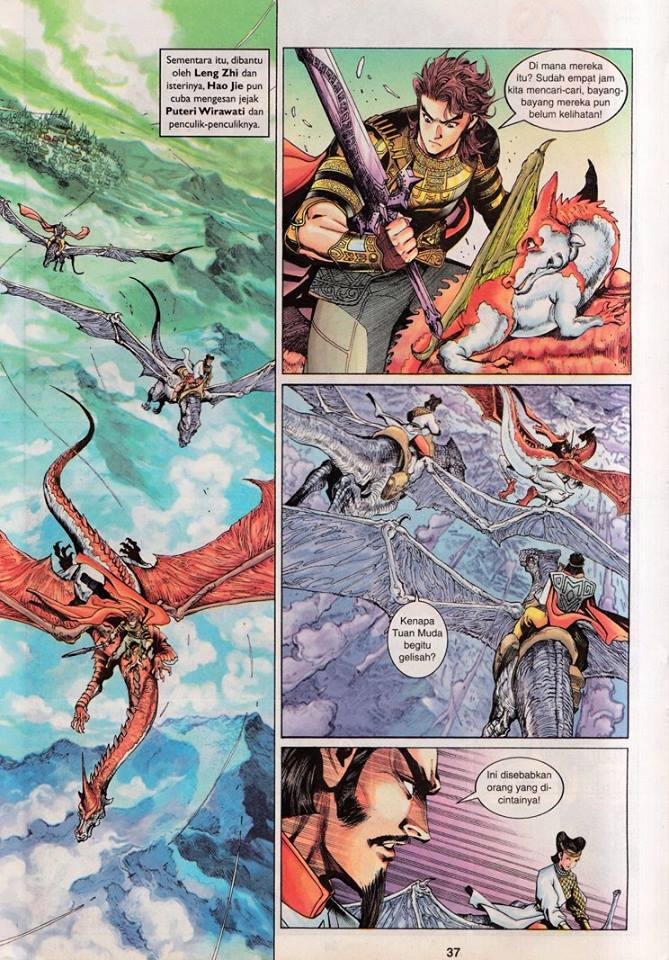 Sementara itu, dibantu
oleh Leng Zhi dan
isterinya, Hao Jie pun
cuba mengesan jejak
Puteri Wirawati dan
penculik-penculiknya.
Di mana mereka
itu? Sudah empat jam
kita mencari-cari, bayang-
bayang mereka pun
belum kelihatan!
Kenapa
Tuan Muda
begitu
gelisah?
Ini disebabkan
orang yang di-
cintainya!
37